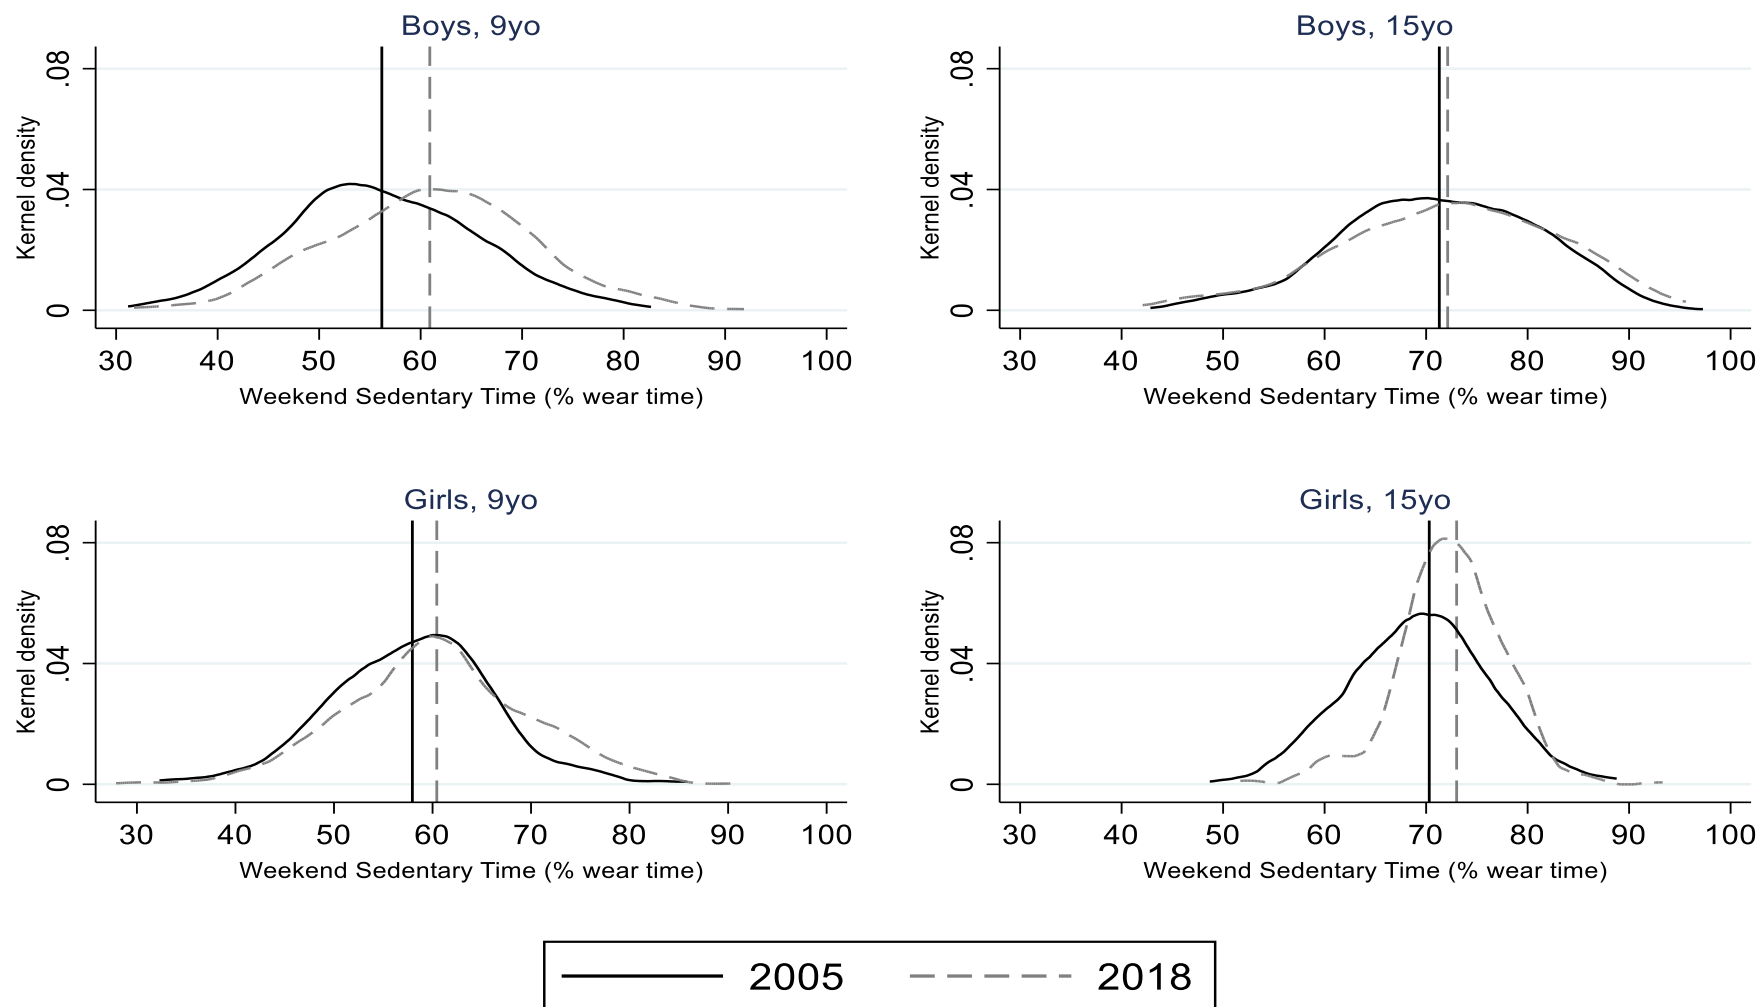 Boys, 9yo
Kernel density
0 .04 .08
30 40 50 60 70 80 90 100
Weekend Sedentary Time (% wear time)
Boys, 15yo
Kernel density
0 .04 .08
30 40 50 60 70 80 90 100
Weekend Sedentary Time (% wear time)
Girls, 9yo
Kernel density
0 .04 .08
30 40 50 60 70 80 90 100
Weekend Sedentary Time (% wear time)
Girls, 15yo
Kernel density
0 .04 .08
30 40 50 60 70 80 90 100
Weekend Sedentary Time (% wear time)
2005 2018